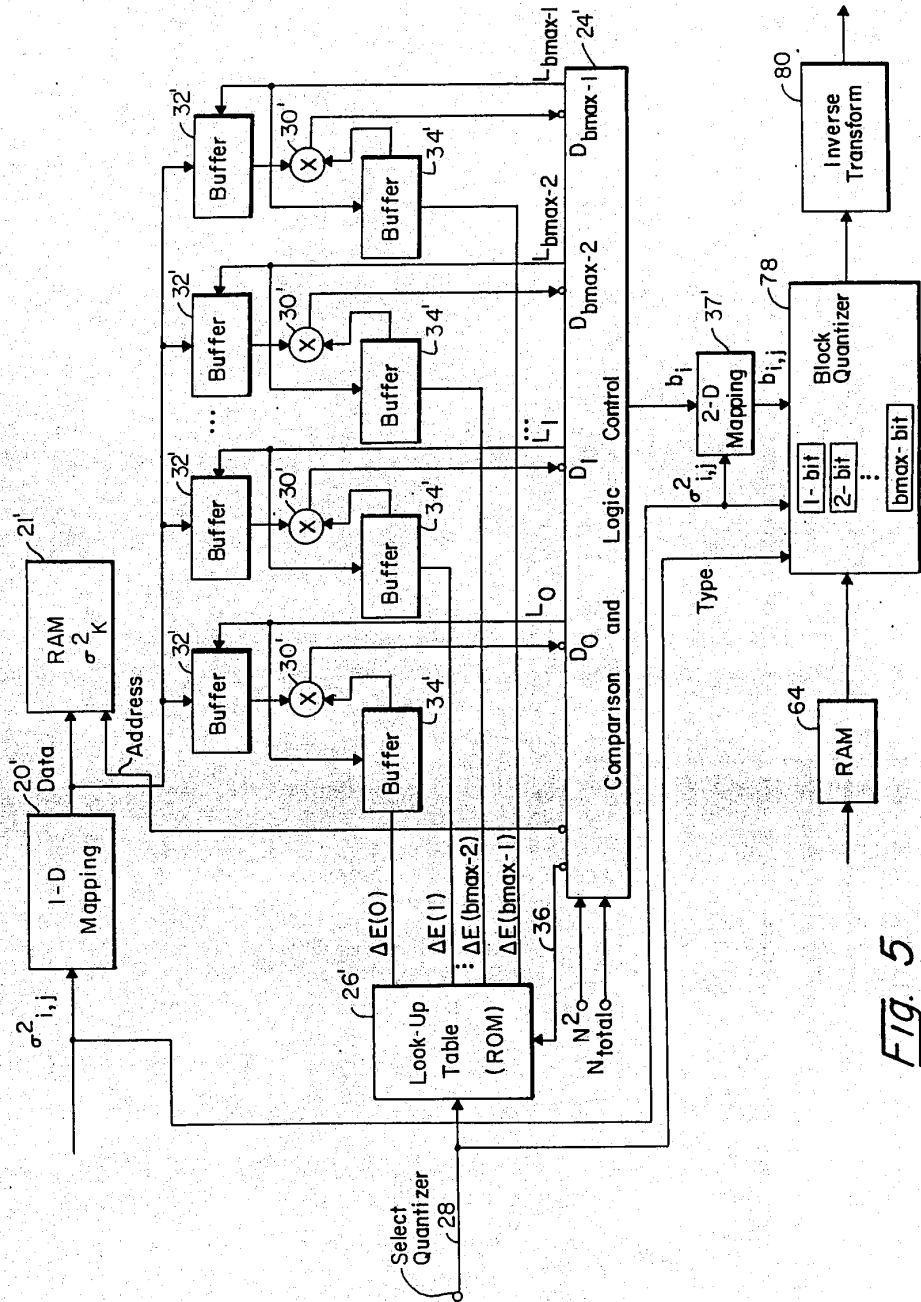 σ²i,j
20'
1-D
Mapping
Data
Address
21'
RAM
σ²K
32'
Buffer
32'
Buffer
...
32'
Buffer
32'
Buffer
30'
X
30'
X
30'
X
30'
X
34'
Buffer
34'
Buffer
34'
Buffer
34'
Buffer
26'
Look-Up
Table
(ROM)
ΔE(0)
ΔE(1)
⋮
ΔE(bmax-2)
ΔE(bmax-1)
36
Select
Quantizer
28
N²
Ntotal
D0
L0
D1
L1
...
Dbmax-2
Lbmax-2
Dbmax-1
Lbmax-1
24'
Comparison and Logic Control
Type
σ²i,j
bi
37'
2-D
Mapping
bi,j
64
RAM
78
Block
Quantizer
1-bit
2-bit
⋮
bmax-bit
80
Inverse
Transform
Fig. 5